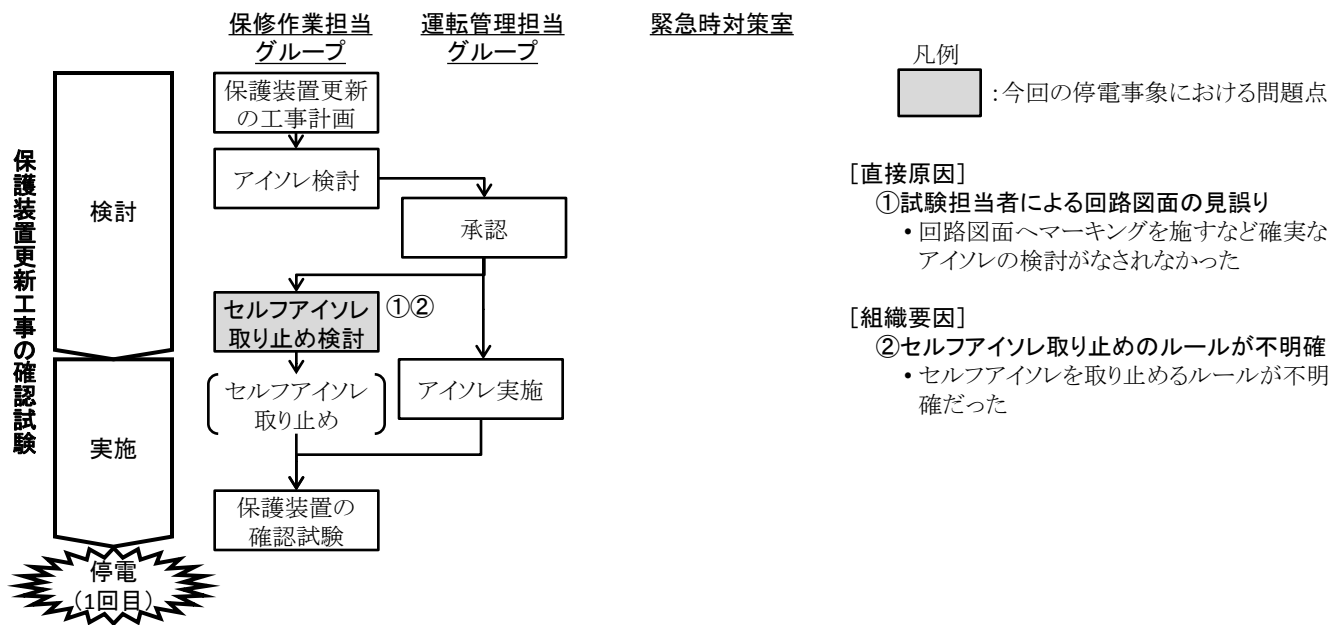 保修作業担当
グループ
運転管理担当
グループ
緊急時対策室
凡例
:今回の停電事象における問題点
保護装置更新工事の確認試験
検討
実施
停電
(1回目)
保護装置更新
の工事計画
アイソレ検討
承認
セルフアイソレ
取り止め検討
①②
セルフアイソレ
取り止め
アイソレ実施
保護装置の
確認試験
[直接原因]
①試験担当者による回路図面の見誤り
・回路図面へマーキングを施すなど確実な
アイソレの検討がなされなかった
[組織要因]
②セルフアイソレ取り止めのルールが不明確
・セルフアイソレを取り止めるルールが不明
確だった